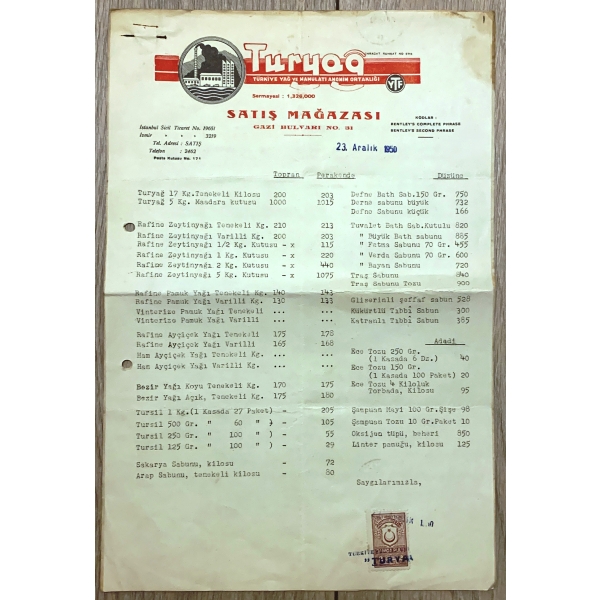 Turyağ
TÜRKİYE YAĞ VE MAMULATI ANONİM ORTAKLIĞI
Sermayesi : 1,326,000
SATIŞ MAĞAZASI
GAZİ BULVARI NO. 31
VTF
KODLAR :
BENTLEY'S COMPLETE PHRASE
BENTLEY'S SECOND PHRASE
İstanbul Sicil Ticaret No. 39611
İzmir " " " 3219
Tel. Adresi : SATIŞ
Telefon : 2462
Posta Kutusu No. 171
23. Aralık 1950
Toptan Perakende Düzüne
Turyağ 17 Kg. Tenekeli Kilosu 200 203
Turyağ 5 Kg. Maadara kutusu 1000 1015
Rafine Zeytinyağı Tenekeli Kg. 210 213
Rafine Zeytinyağı Varilli Kg. 200 203
Rafine Zeytinyağı 1/2 Kg. Kutusu -x 115
Rafine Zeytinyağı 1 Kg. Kutusu -x 220
Rafine Zeytinyağı 2 Kg. Kutusu -x 440
Rafine Zeytinyağı 5 Kg. Kutusu -x 1075
Rafine Pamuk Yağı Tenekeli Kg. 140 143
Rafine Pamuk Yağı Varilli Kg. 130 133
Vinterize Pamuk Yağı Tenekeli ... ...
Vinterize Pamuk Yağı Varilli ... ...
Rafine Ayçiçek Yağı Tenekeli 175 178
Rafine Ayçiçek Yağı Varilli 165 168
Ham Ayçiçek Yağı Tenekeli Kg. ... ...
Ham Ayçiçek Yağı Varilli Kg. ... ...
Bezir Yağı Koyu Tenekeli Kg. 170 175
Bezir Yağı Açık, Tenekeli Kg. 175 180
Tursil 1 Kg.(1 Kasada 27 Paket) - 205
Tursil 500 Gr. " 60 " ) - 105
Tursil 250 Gr. " 100 " ) - 55
Tursil 125 Gr. " 100 " ) - 29
Sakarya Sabunu, kilosu - 72
Arap Sabunu, tenekeli kilosu - 80
Defne Bath Sab.150 Gr. 750
Defne sabunu büyük 732
Defne Sabunu küçük 166
Tuvalet Bath Sab.Kutulu 820
" Büyük Bath sabun 885
" Fatma Sabunu 70 Gr. 455
" Verda Sabunu 70 Gr. 600
" Bayan Sabunu 720
Traş Sabunu 840
Traş Sabunu Tozu 900
Gliserinli şeffaf sabun 528
Kükürtlü Tıbbî Sabun 300
Katranlı Tıbbî Sabun 385
Adedi
Ece Tozu 250 Gr.
(1 Kasada 6 Dz.) 40
Ece Tozu 150 Gr.
(1 Kasada 100 Paket) 20
Ece Tozu 4 Kiloluk
Torbada, Kilosu 95
Şampuan Mayi 100 Gr.Şişe 98
Şampuan Tozu 10 Gr.Paket 10
Oksijen tüpü, beheri 850
Linter pamuğu, kilosu 125
Saygılarımızla,
"TURYAĞ